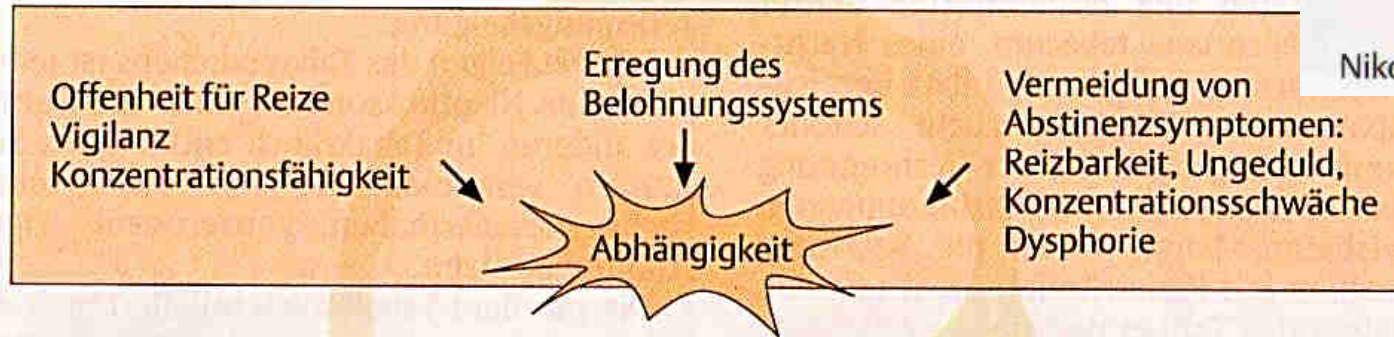 Offenheit für Reize
Vigilanz
Konzentrationsfähigkeit
Erregung des
Belohnungssystems
Vermeidung von
Abstinenzsymptomen:
Reizbarkeit, Ungeduld,
Konzentrationsschwäche
Dysphorie
Abhängigkeit